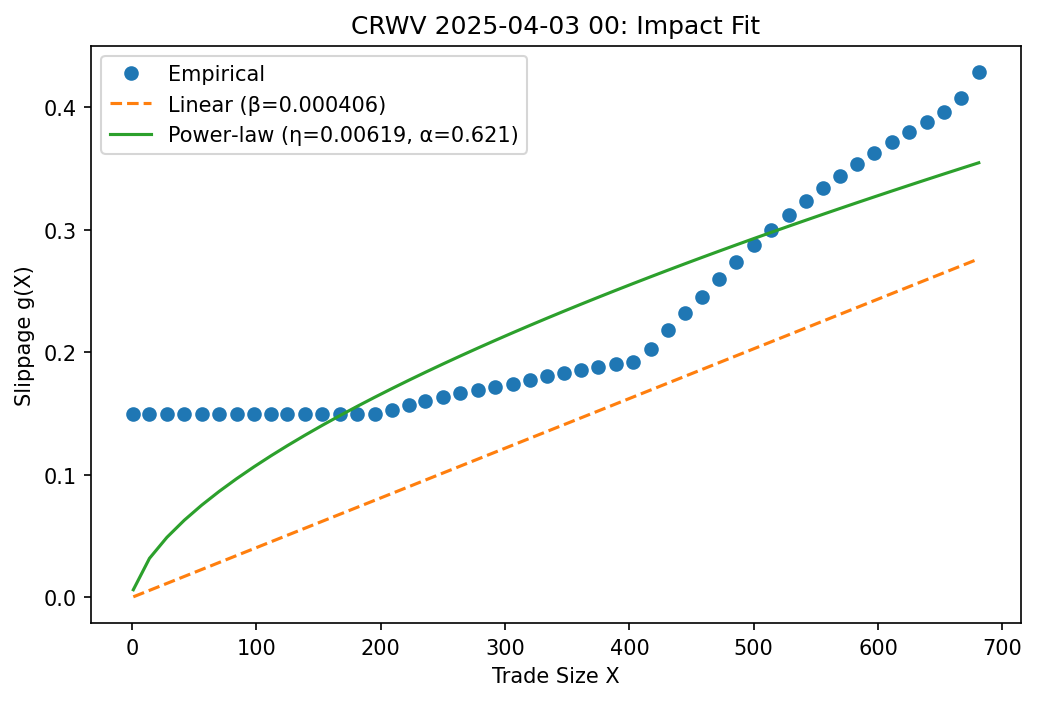 CRWV 2025-04-03 00: Impact Fit
Empirical
Linear (β=0.000406)
Power-law (η=0.00619, α=0.621)
Slippage g(X)
0.4
0.3
0.2
0.1
0.0
0 100 200 300 400 500 600 700
Trade Size X